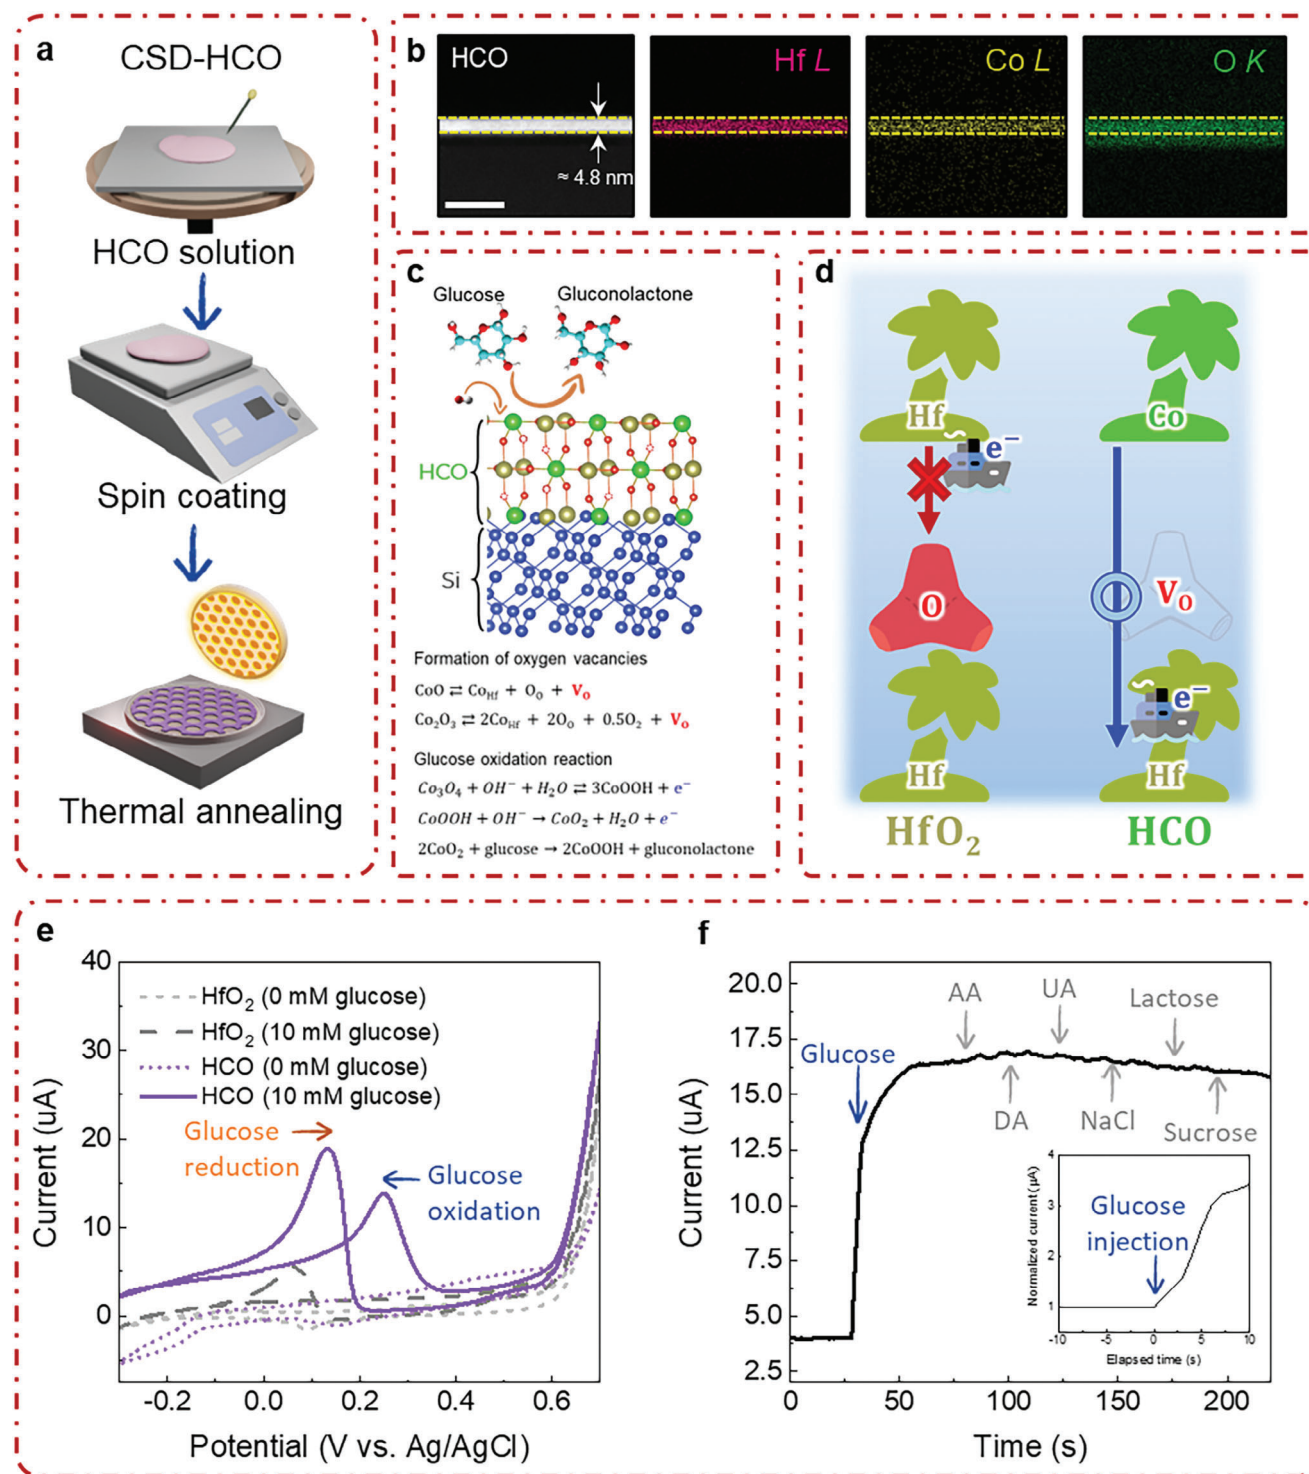 a
CSD-HCO
HCO solution
Spin coating
Thermal annealing
b
HCO
≈ 4.8 nm
Hf L
Co L
O K
c
Glucose
Gluconolactone
HCO
Si
Formation of oxygen vacancies
CoO ⇄ Co_Hf + O_O + V_O
Co₂O₃ ⇄ 2Co_Hf + 2O_O + 0.5O₂ + V_O
Glucose oxidation reaction
Co₃O₄ + OH⁻ + H₂O ⇄ 3CoOOH + e⁻
CoOOH + OH⁻ → CoO₂ + H₂O + e⁻
2CoO₂ + glucose → 2CoOOH + gluconolactone
d
Hf
e⁻
O
Hf
HfO₂
Co
V_O
e⁻
Hf
HCO
e
40
30
20
10
0
Current (uA)
HfO₂ (0 mM glucose)
HfO₂ (10 mM glucose)
HCO (0 mM glucose)
HCO (10 mM glucose)
Glucose
reduction
Glucose
oxidation
-0.2 0.0 0.2 0.4 0.6
Potential (V vs. Ag/AgCl)
f
20.0
17.5
15.0
12.5
10.0
7.5
5.0
2.5
Current (uA)
Glucose
AA
UA
Lactose
DA
NaCl
Sucrose
4
3
2
1
Normalized current (µA)
Glucose
injection
-10 -5 0 5 10
Elapsed time (s)
0 50 100 150 200
Time (s)